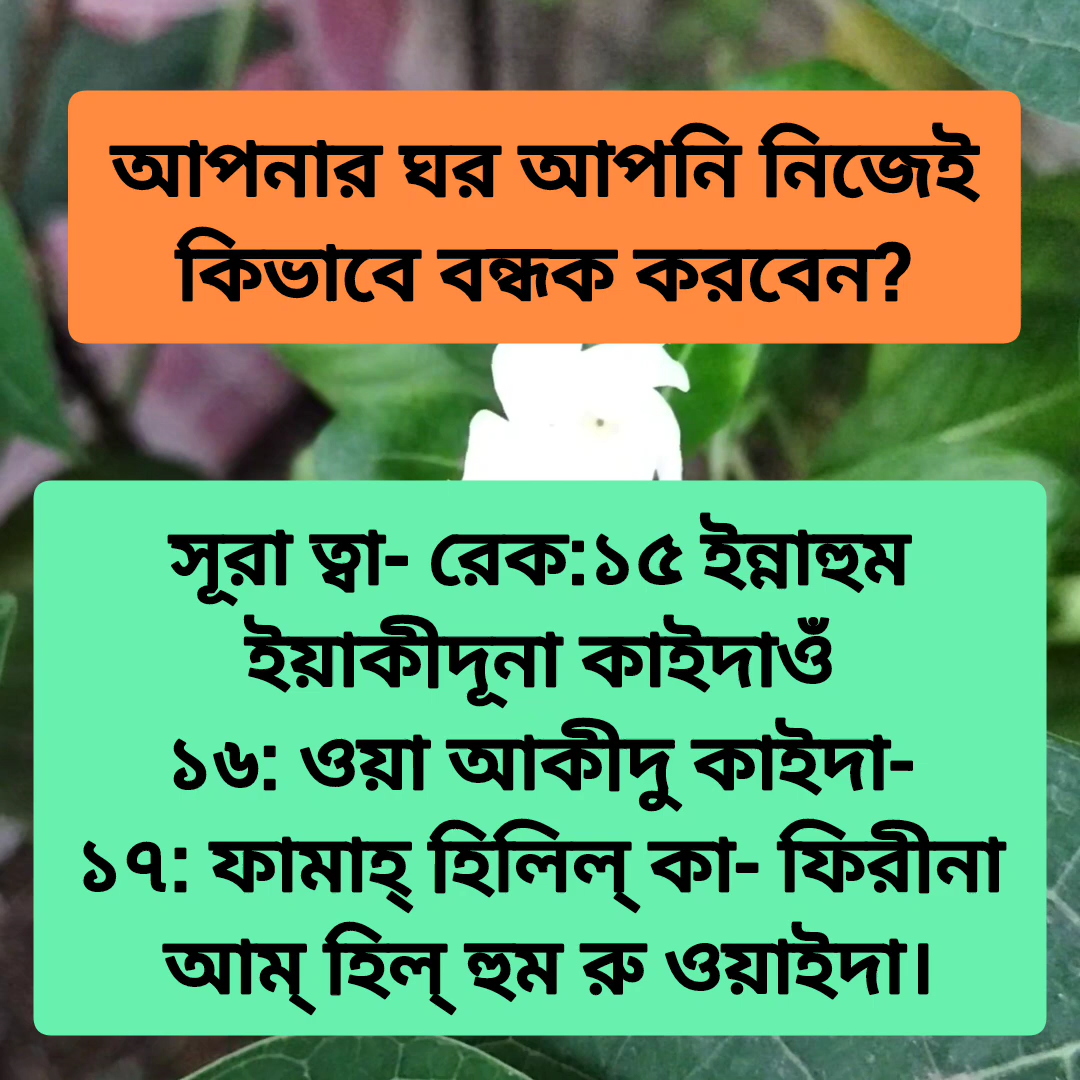 আপনার ঘর আপনি নিজেই
কিভাবে বন্ধক করবেন?
সূরা ত্বা- রেক:১৫ ইন্নাহুম
ইয়াকীদূনা কাইদাওঁ
১৬: ওয়া আকীদু কাইদা-
১৭: ফামাহ্ হিলিল্ কা- ফিরীনা
আম্ হিল্ হুম রু ওয়াইদা।